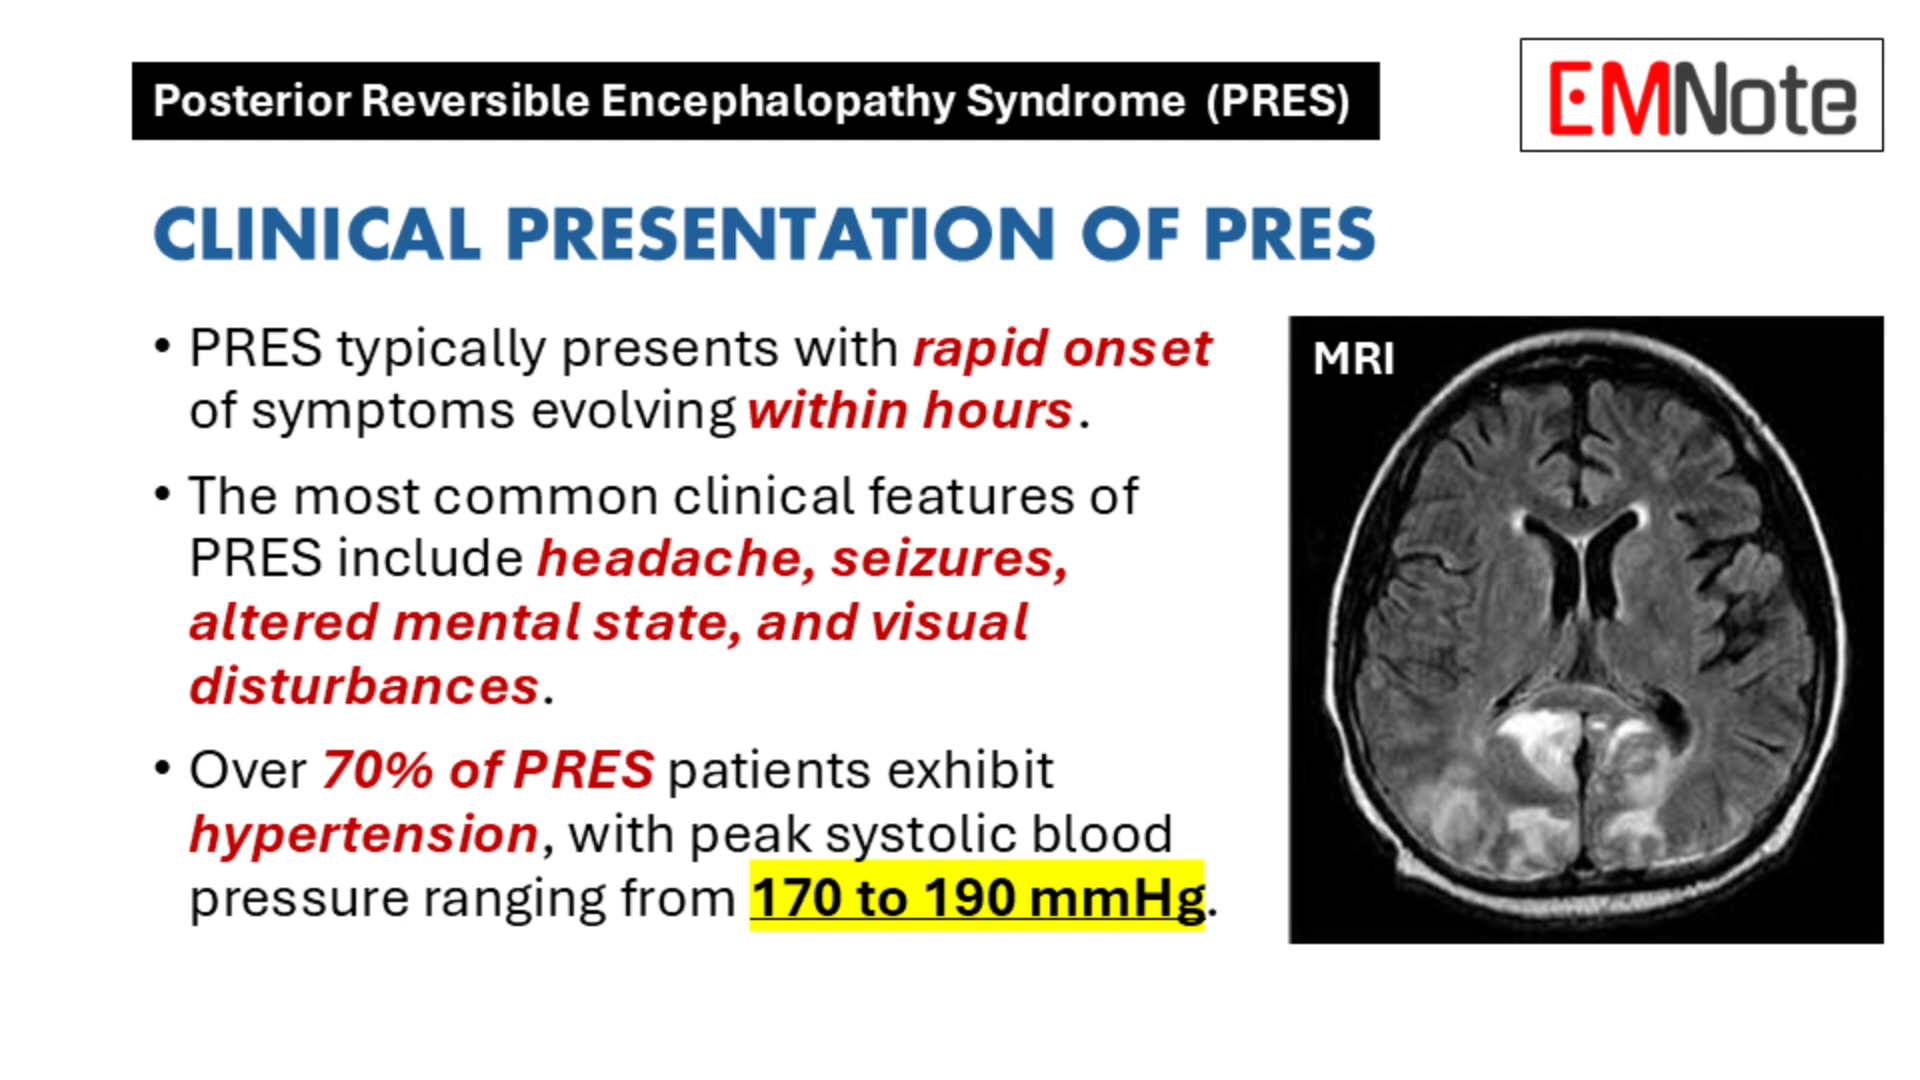 Posterior Reversible Encephalopathy Syndrome (PRES)
EMNote
CLINICAL PRESENTATION OF PRES
• PRES typically presents with rapid onset
of symptoms evolving within hours.
• The most common clinical features of
PRES include headache, seizures,
altered mental state, and visual
disturbances.
• Over 70% of PRES patients exhibit
hypertension, with peak systolic blood
pressure ranging from 170 to 190 mmHg.
MRI